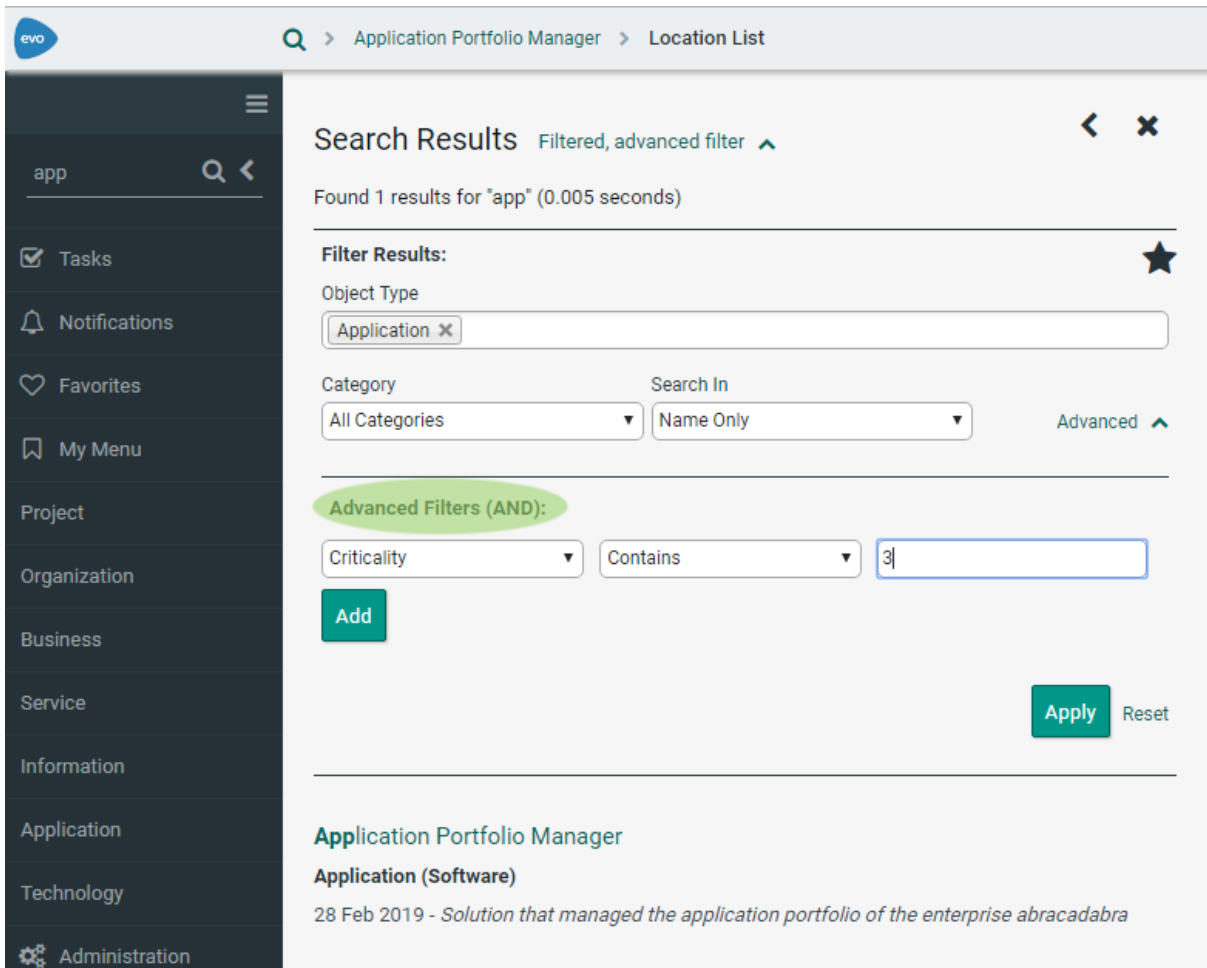 evo
> Application Portfolio Manager > Location List
app
Tasks
Notifications
Favorites
My Menu
Project
Organization
Business
Service
Information
Application
Technology
Administration
Search Results Filtered, advanced filter
Found 1 results for "app" (0.005 seconds)
Filter Results:
Object Type
Application
Category Search In
All Categories Name Only Advanced
Advanced Filters (AND):
Criticality Contains 3
Add
Apply Reset
Application Portfolio Manager
Application (Software)
28 Feb 2019 - Solution that managed the application portfolio of the enterprise abracadabra